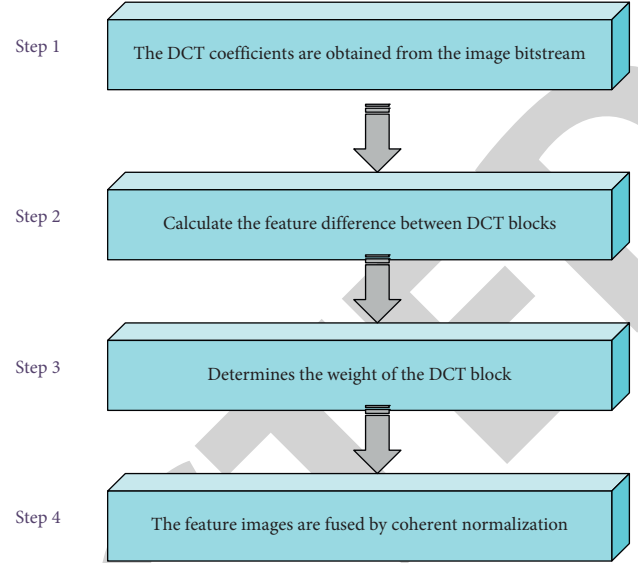 Step 1
The DCT coefficients are obtained from the image bitstream
Step 2
Calculate the feature difference between DCT blocks
Step 3
Determines the weight of the DCT block
Step 4
The feature images are fused by coherent normalization